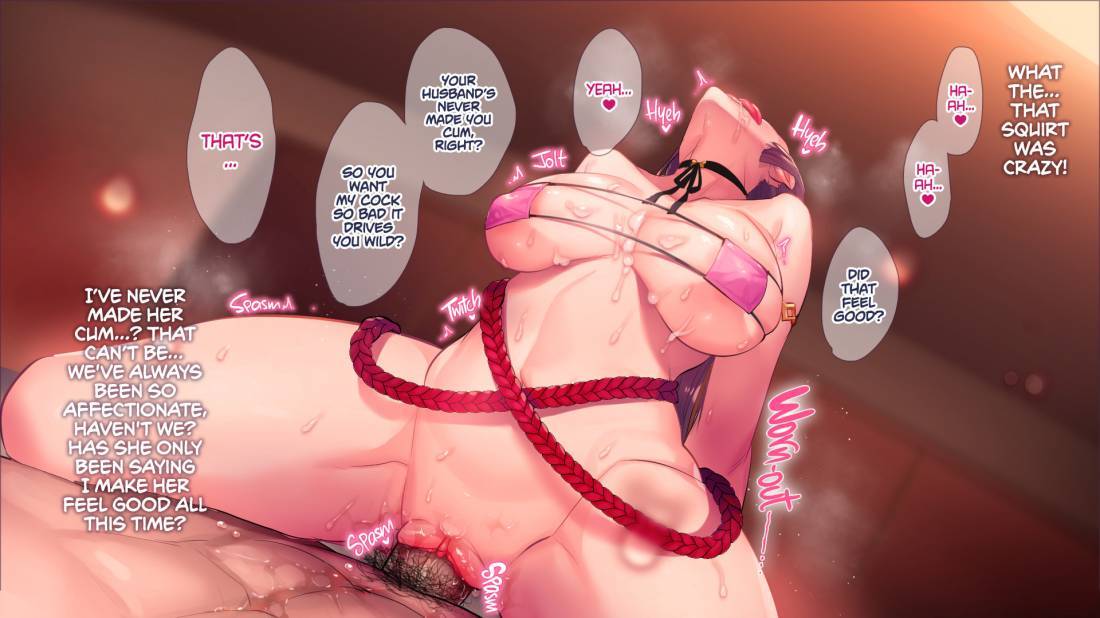 WHAT
THE...
THAT
SQUIRT
WAS
CRAZY!
HA-
AH...
♥
HA-
AH...
♥
DID
THAT
FEEL
GOOD?
YEAH...
♥
Hyeh
Hyeh
Jolt
YOUR
HUSBAND'S
NEVER
MADE YOU
CUM,
RIGHT?
SO YOU
WANT
MY COCK
SO BAD IT
DRIVES
YOU WILD?
THAT'S
...
Spasm
Twitch
Worn-out
I'VE NEVER
MADE HER
CUM...? THAT
CAN'T BE...
WE'VE ALWAYS
BEEN SO
AFFECTIONATE,
HAVEN'T WE?
HAS SHE ONLY
BEEN SAYING
I MAKE HER
FEEL GOOD ALL
THIS TIME?
Spasm
Spasm